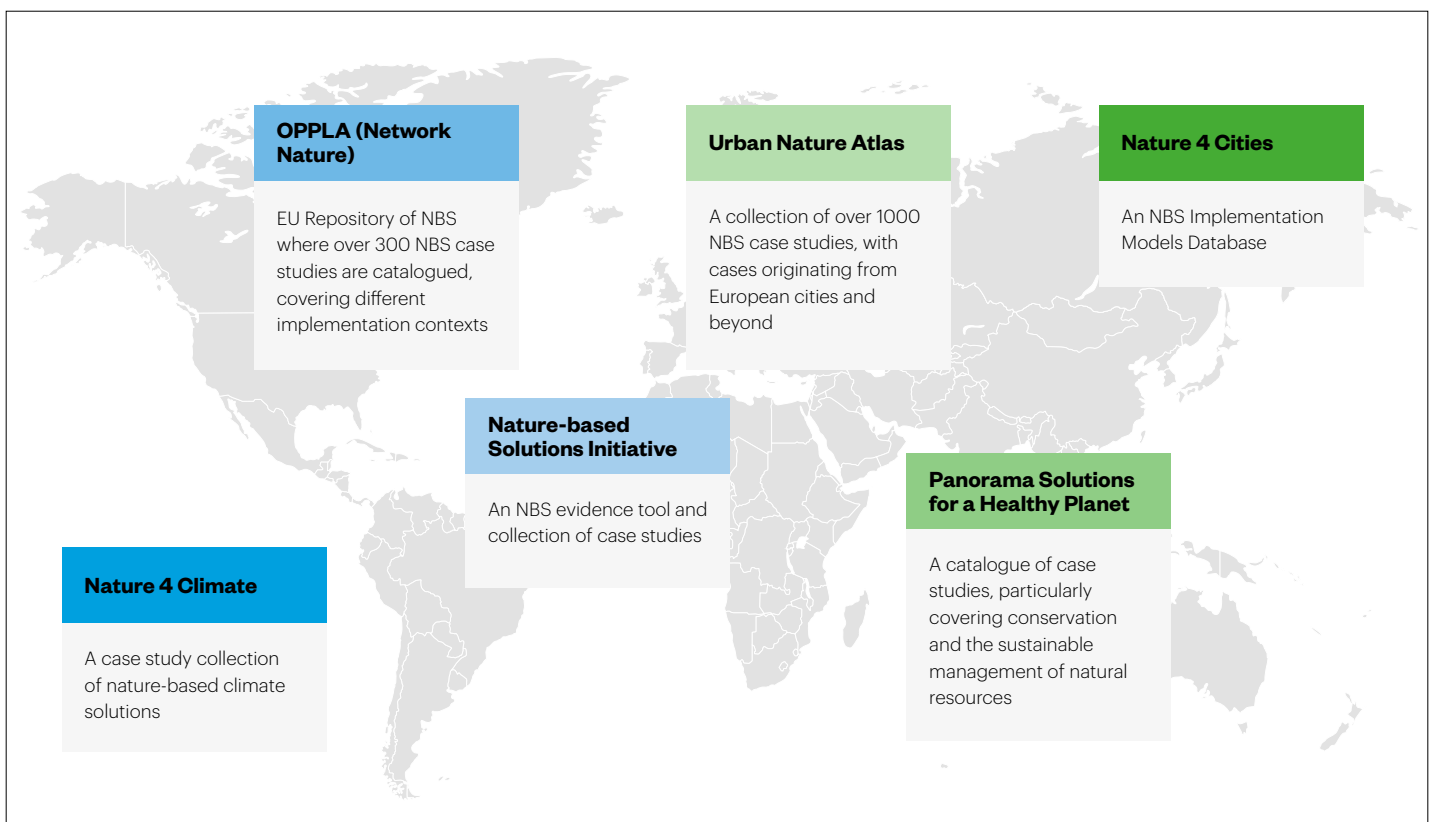 OPPLA (Network
Nature)
EU Repository of NBS
where over 300 NBS case
studies are catalogued,
covering different
implementation contexts
Urban Nature Atlas
A collection of over 1000
NBS case studies, with
cases originating from
European cities and
beyond
Nature 4 Cities
An NBS Implementation
Models Database
Nature-based
Solutions Initiative
An NBS evidence tool and
collection of case studies
Panorama Solutions
for a Healthy Planet
A catalogue of case
studies, particularly
covering conservation
and the sustainable
management of natural
resources
Nature 4 Climate
A case study collection
of nature-based climate
solutions